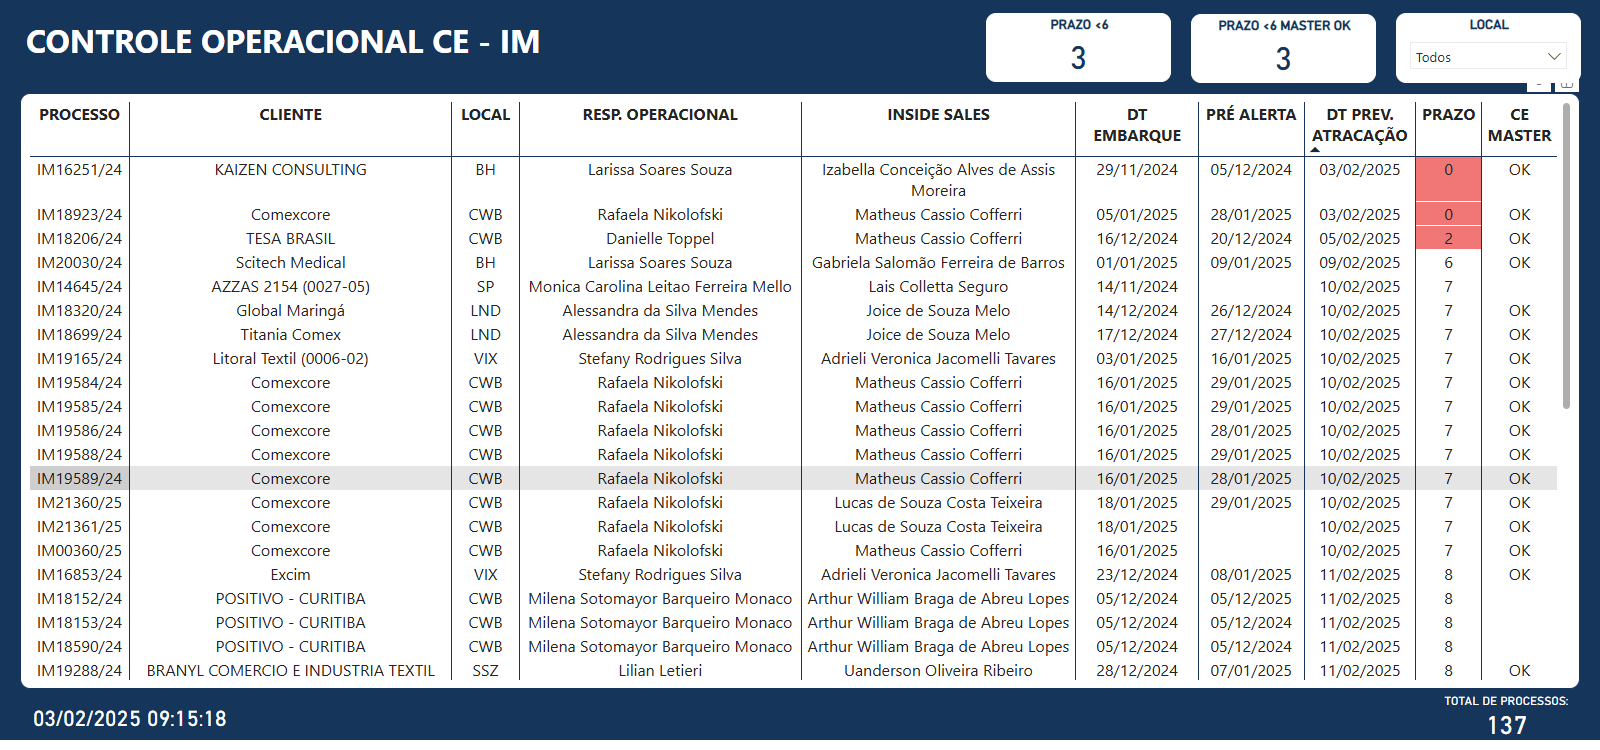 CONTROLE OPERACIONAL CE - IM
PRAZO <6
3
PRAZO <6 MASTER OK
3
LOCAL
Todos
PROCESSO CLIENTE LOCAL RESP. OPERACIONAL INSIDE SALES DT EMBARQUE PRÉ ALERTA DT PREV. ATRACAÇÃO PRAZO CE MASTER
IM16251/24 KAIZEN CONSULTING BH Larissa Soares Souza Izabella Conceição Alves de Assis Moreira 29/11/2024 05/12/2024 03/02/2025 0 OK
IM18923/24 Comexcore CWB Rafaela Nikolofski Matheus Cassio Cofferri 05/01/2025 28/01/2025 03/02/2025 0 OK
IM18206/24 TESA BRASIL CWB Danielle Toppel Matheus Cassio Cofferri 16/12/2024 20/12/2024 05/02/2025 2 OK
IM20030/24 Scitech Medical BH Larissa Soares Souza Gabriela Salomão Ferreira de Barros 01/01/2025 09/01/2025 09/02/2025 6 OK
IM14645/24 AZZAS 2154 (0027-05) SP Monica Carolina Leitao Ferreira Mello Lais Colletta Seguro 14/11/2024 10/02/2025 7
IM18320/24 Global Maringá LND Alessandra da Silva Mendes Joice de Souza Melo 14/12/2024 26/12/2024 10/02/2025 7 OK
IM18699/24 Titania Comex LND Alessandra da Silva Mendes Joice de Souza Melo 17/12/2024 27/12/2024 10/02/2025 7 OK
IM19165/24 Litoral Textil (0006-02) VIX Stefany Rodrigues Silva Adrieli Veronica Jacomelli Tavares 03/01/2025 16/01/2025 10/02/2025 7 OK
IM19584/24 Comexcore CWB Rafaela Nikolofski Matheus Cassio Cofferri 16/01/2025 29/01/2025 10/02/2025 7 OK
IM19585/24 Comexcore CWB Rafaela Nikolofski Matheus Cassio Cofferri 16/01/2025 29/01/2025 10/02/2025 7 OK
IM19586/24 Comexcore CWB Rafaela Nikolofski Matheus Cassio Cofferri 16/01/2025 28/01/2025 10/02/2025 7 OK
IM19588/24 Comexcore CWB Rafaela Nikolofski Matheus Cassio Cofferri 16/01/2025 29/01/2025 10/02/2025 7 OK
IM19589/24 Comexcore CWB Rafaela Nikolofski Matheus Cassio Cofferri 16/01/2025 28/01/2025 10/02/2025 7 OK
IM21360/25 Comexcore CWB Rafaela Nikolofski Lucas de Souza Costa Teixeira 18/01/2025 29/01/2025 10/02/2025 7 OK
IM21361/25 Comexcore CWB Rafaela Nikolofski Lucas de Souza Costa Teixeira 18/01/2025 10/02/2025 7 OK
IM00360/25 Comexcore CWB Rafaela Nikolofski Matheus Cassio Cofferri 16/01/2025 10/02/2025 7 OK
IM16853/24 Excim VIX Stefany Rodrigues Silva Adrieli Veronica Jacomelli Tavares 23/12/2024 08/01/2025 11/02/2025 8 OK
IM18152/24 POSITIVO - CURITIBA CWB Milena Sotomayor Barqueiro Monaco Arthur William Braga de Abreu Lopes 05/12/2024 05/12/2025 11/02/2025 8
IM18153/24 POSITIVO - CURITIBA CWB Milena Sotomayor Barqueiro Monaco Arthur William Braga de Abreu Lopes 05/12/2024 05/12/2024 11/02/2025 8
IM18590/24 POSITIVO - CURITIBA CWB Milena Sotomayor Barqueiro Monaco Arthur William Braga de Abreu Lopes 05/12/2024 05/12/2024 11/02/2025 8
IM19288/24 BRANYL COMERCIO E INDUSTRIA TEXTIL SSZ Lilian Letieri Uanderson Oliveira Ribeiro 28/12/2024 07/01/2025 11/02/2025 8 OK
03/02/2025 09:15:18
TOTAL DE PROCESSOS:
137